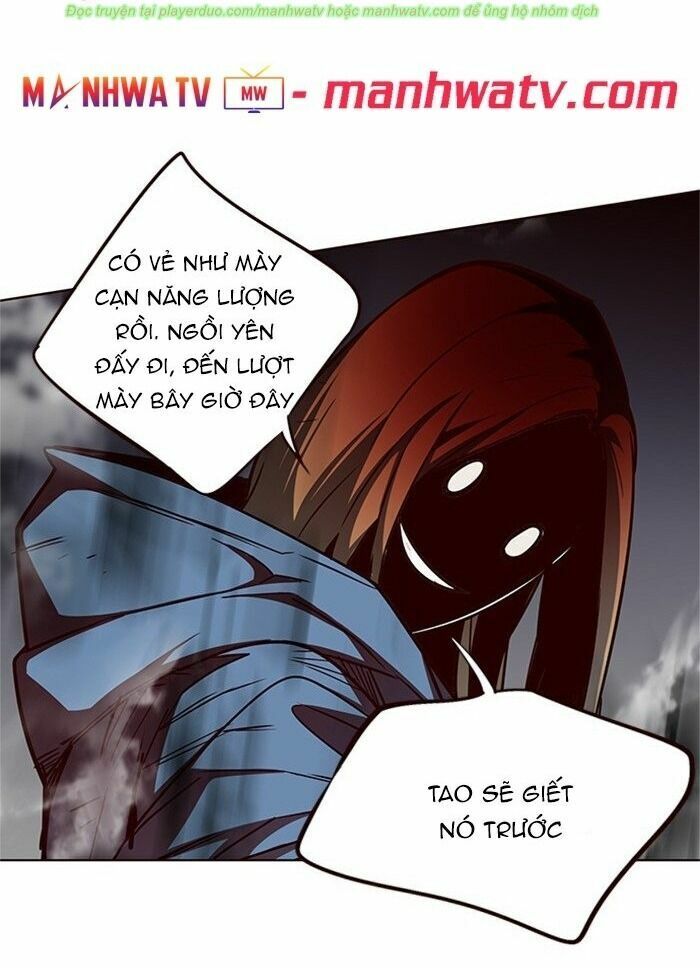 Đọc truyện tại playerduo.com/manhwatv hoặc manhwatv.com để ủng hộ nhóm dịch
MANHWA TV MW - manhwatv.com
CÓ VẺ NHƯ MÀY
CẠN NĂNG LƯỢNG
RỒI. NGỒI YÊN
ĐẤY ĐI, ĐẾN LƯỢT
MÀY BÂY GIỜ ĐÂY
TAO SẼ GIẾT
NÓ TRƯỚC